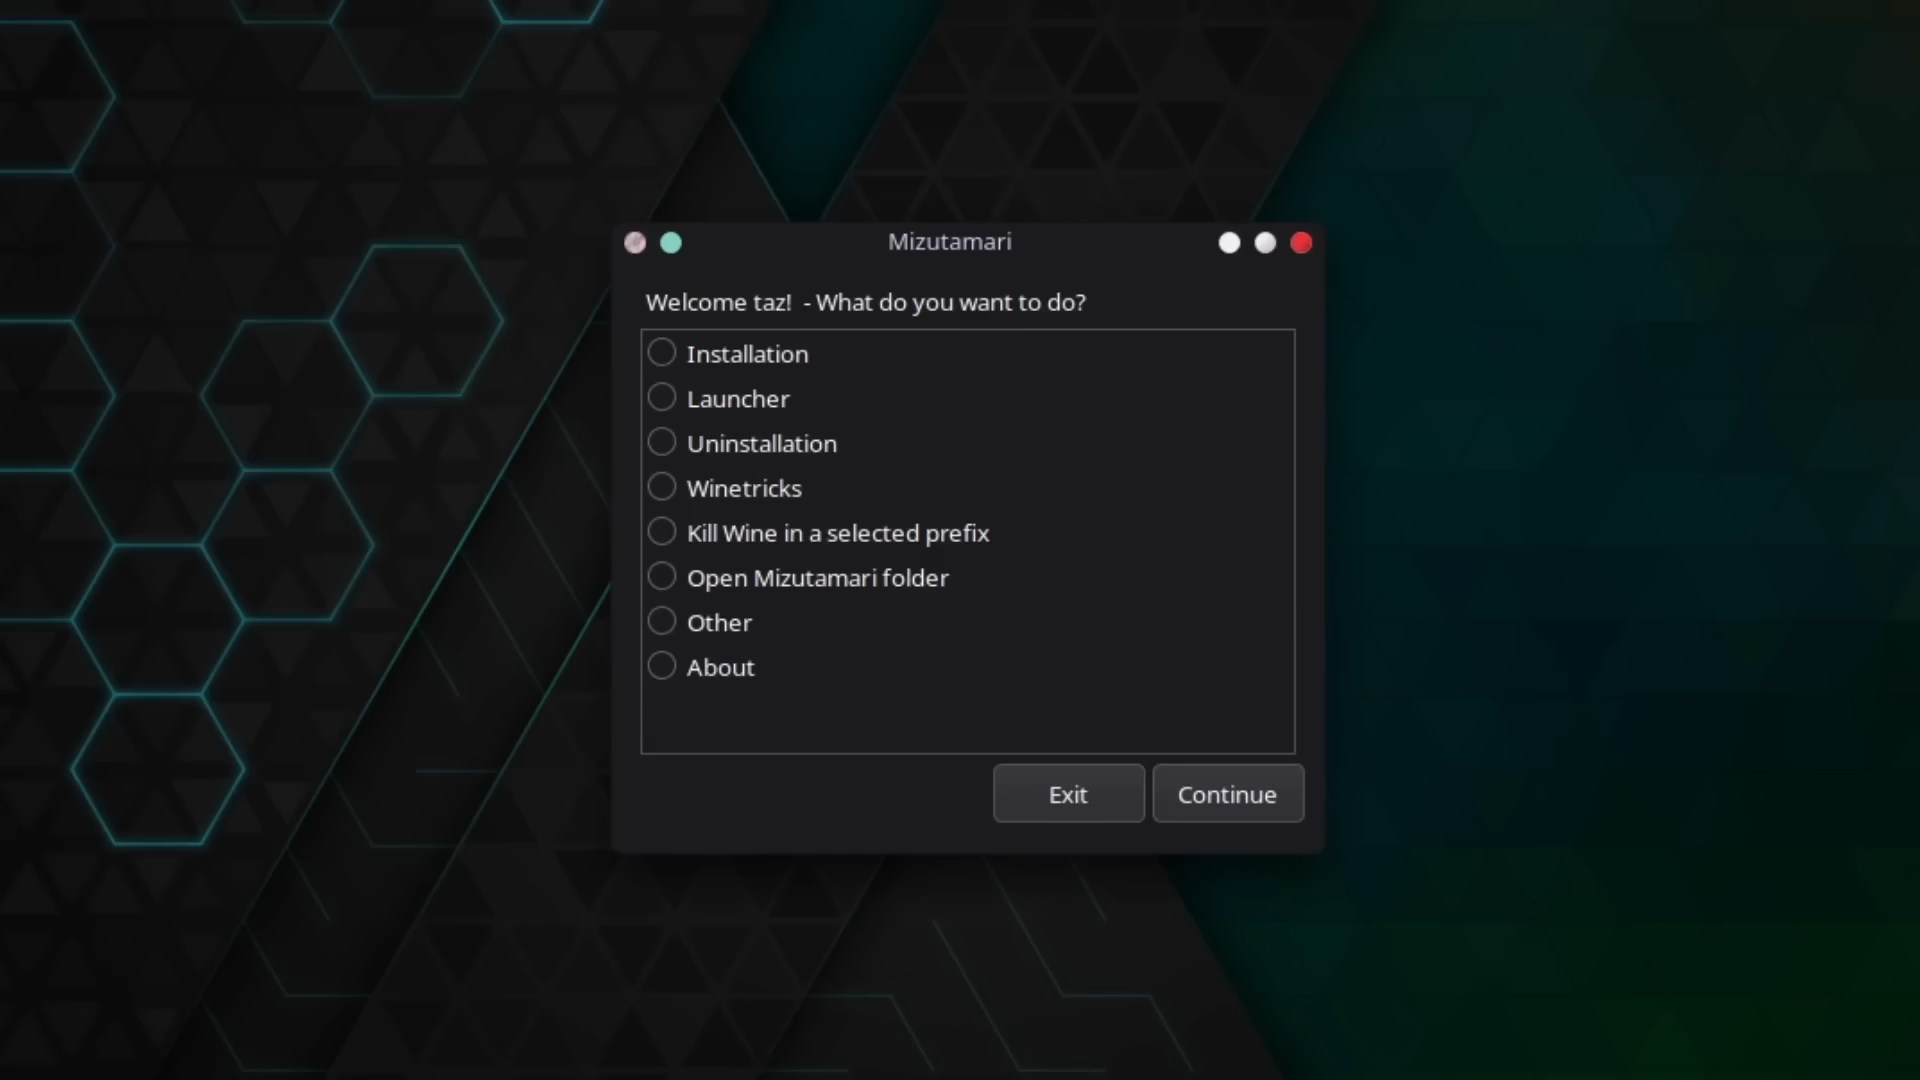 Mizutamari
Welcome taz!  - What do you want to do?
Installation
Launcher
Uninstallation
Winetricks
Kill Wine in a selected prefix
Open Mizutamari folder
Other
About
Exit
Continue